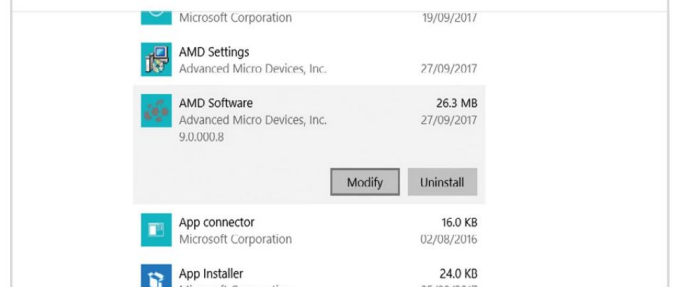 Microsoft Corporation 19/09/2017
AMD Settings
Advanced Micro Devices, Inc. 27/09/2017
AMD Software 26.3 MB
Advanced Micro Devices, Inc. 27/09/2017
9.0.000.8
Modify Uninstall
App connector 16.0 KB
Microsoft Corporation 02/08/2016
App Installer 24.0 KB
Microsoft Corporation